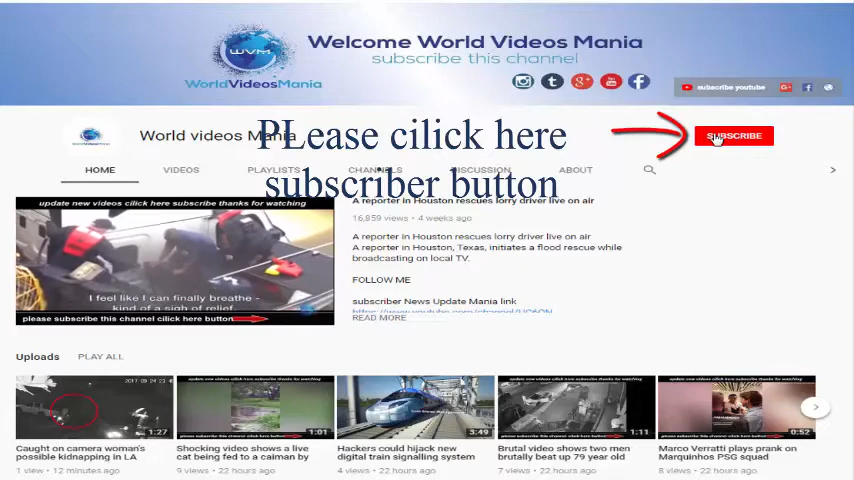 WVM
WorldVideosMania
Welcome World Videos Mania
subscribe this channel
subscribe youtube
World videos Mania
PLease cilick here
subscriber button
SUBSCRIBE
HOME
VIDEOS
PLAYLISTS
CHANNELS
DISCUSSION
ABOUT
update new videos cilick here subscribe thanks for watching
I feel like I can finally breathe -
kind of a sigh of relief.
please subscribe this channel cilick here button
A reporter in Houston rescues lorry driver live on air
16,859 views • 4 weeks ago
A reporter in Houston rescues lorry driver live on air
A reporter in Houston, Texas, initiates a flood rescue while
broadcasting on local TV.
FOLLOW ME
subscriber News Update Mania link
READ MORE
Uploads
PLAY ALL
2017 09 24 23
1:27
1:01
3:49
1:11
0:52
Caught on camera woman's
possible kidnapping in LA
1 view • 12 minutes ago
Shocking video shows a live
cat being fed to a caiman by
9 views • 22 hours ago
Hackers could hijack new
digital train signalling system
4 views • 22 hours ago
Brutal video shows two men
brutally beat up 79 year old
7 views • 22 hours ago
Marco Verratti plays prank on
Marquinhos PSG squad
8 views • 22 hours ago